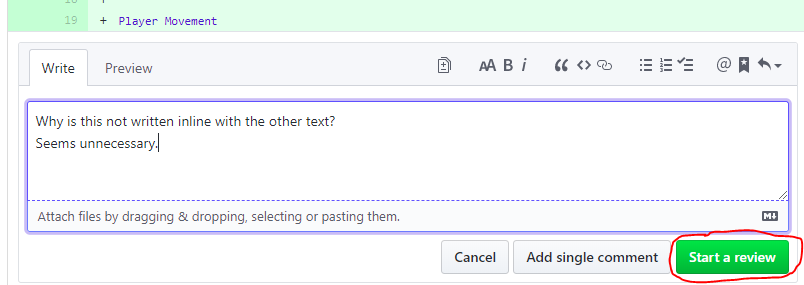 19 + Player Movement
Write Preview AA B i
Why is this not written inline with the other text?
Seems unnecessary.
Attach files by dragging & dropping, selecting or pasting them.
Cancel Add single comment Start a review